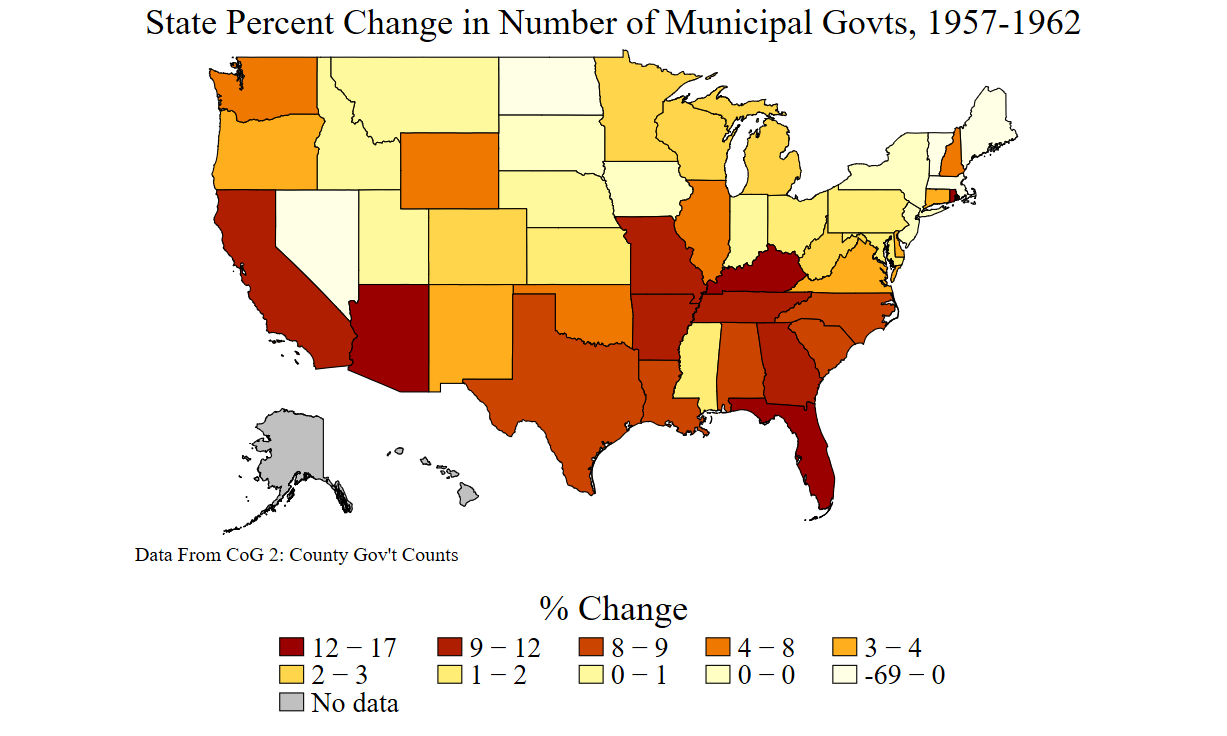 State Percent Change in Number of Municipal Govts, 1957-1962
Data From CoG 2: County Gov't Counts
% Change
12 − 17 9 − 12 8 − 9 4 − 8 3 − 4
2 − 3 1 − 2 0 − 1 0 − 0 -69 − 0
No data